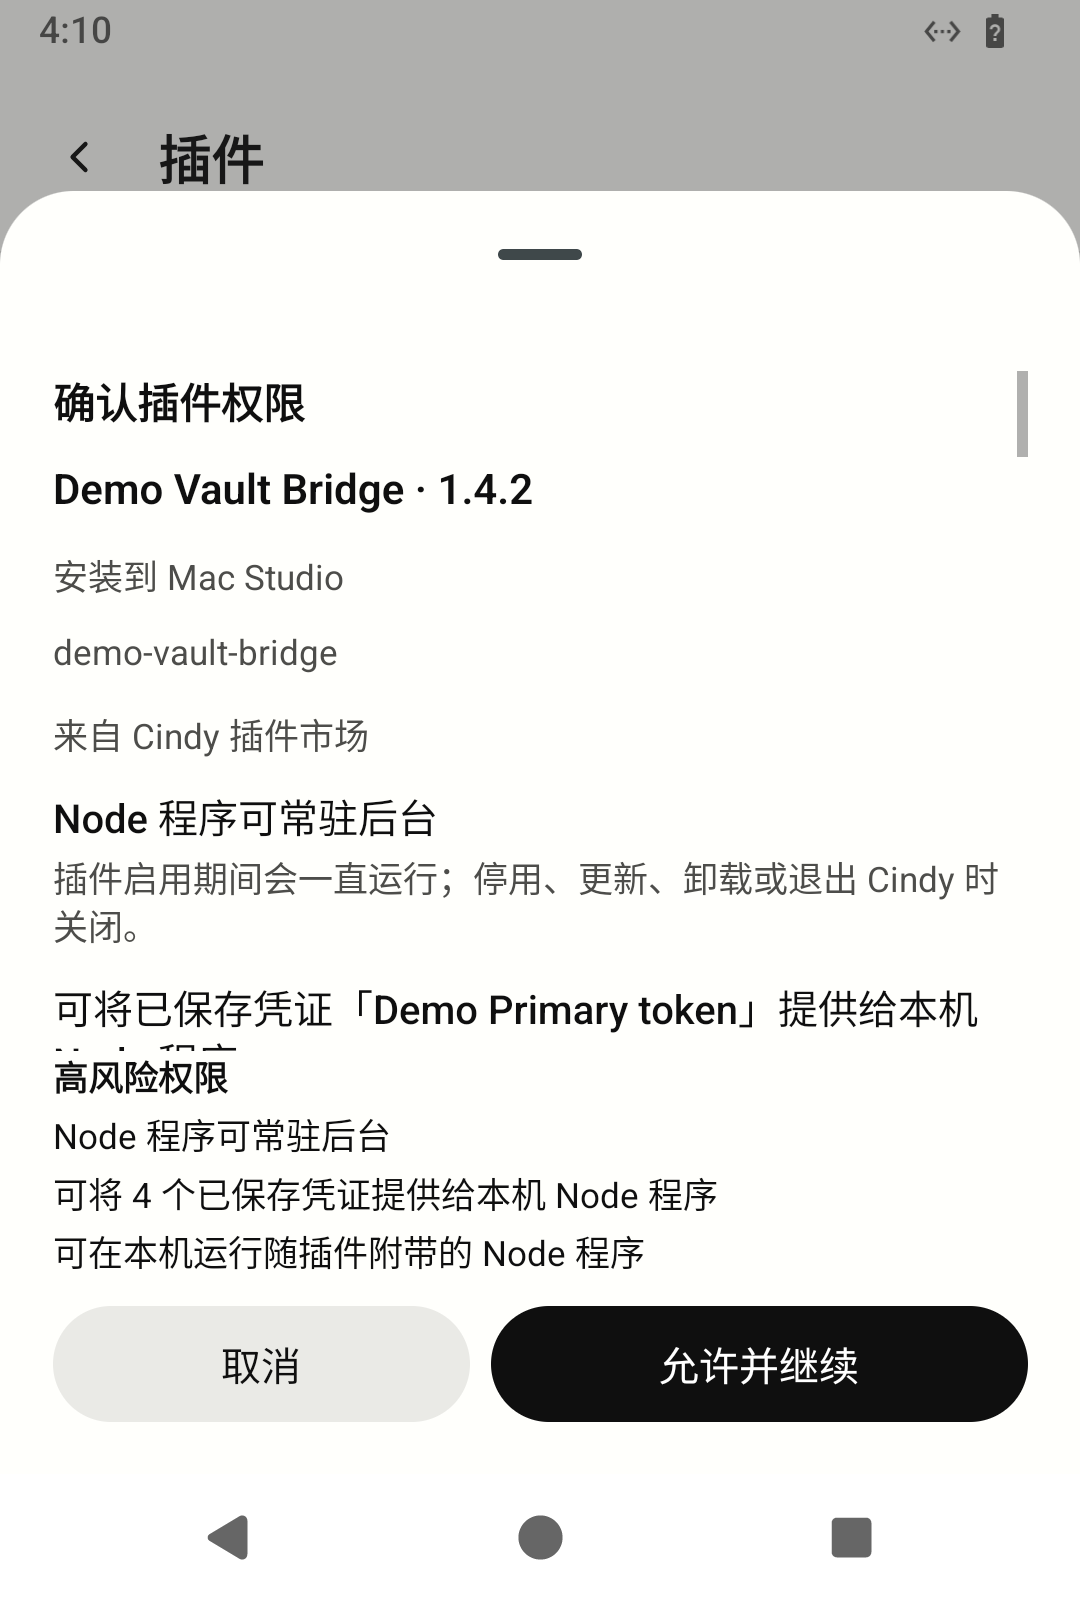 4:10
插件
确认插件权限
Demo Vault Bridge · 1.4.2
安装到 Mac Studio
demo-vault-bridge
来自 Cindy 插件市场
Node 程序可常驻后台
插件启用期间会一直运行；停用、更新、卸载或退出 Cindy 时
关闭。
可将已保存凭证「Demo Primary token」提供给本机
Node 程序
高风险权限
Node 程序可常驻后台
可将 4 个已保存凭证提供给本机 Node 程序
可在本机运行随插件附带的 Node 程序
取消
允许并继续